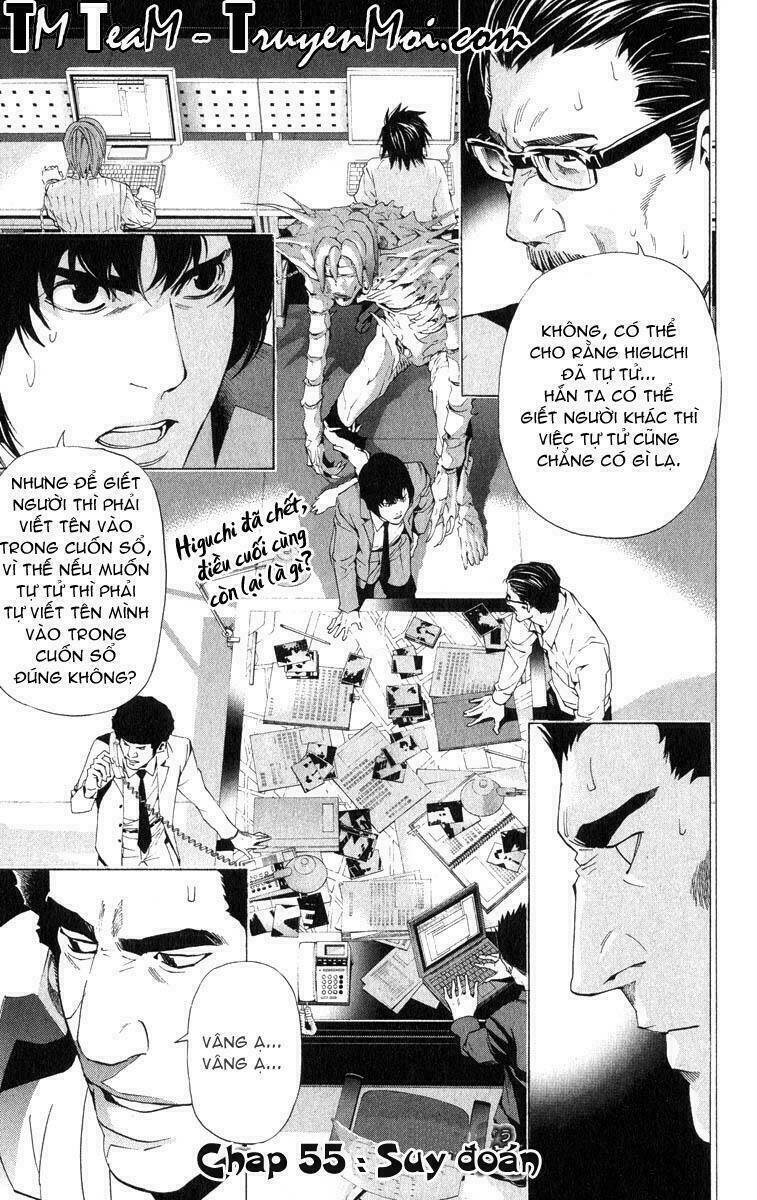 TM TeaM - TruyenMoi.com
KHÔNG, CÓ THỂ
CHO RẰNG HIGUCHI
ĐÃ TỰ TỬ...
HẮN TA CÓ THỂ
GIẾT NGƯỜI KHÁC THÌ
VIỆC TỰ TỬ CŨNG
CHẲNG CÓ GÌ LẠ.
NHƯNG ĐỂ GIẾT
NGƯỜI THÌ PHẢI
VIẾT TÊN VÀO
TRONG CUỐN SỔ,
VÌ THẾ NẾU MUỐN
TỰ TỬ THÌ PHẢI
TỰ VIẾT TÊN MÌNH
VÀO TRONG
CUỐN SỔ
ĐÚNG KHÔNG?
Higuchi đã chết,
điều cuối cùng
còn lại là gì?
VÂNG Ạ...
VÂNG Ạ...
Chap 55 : Suy đoán